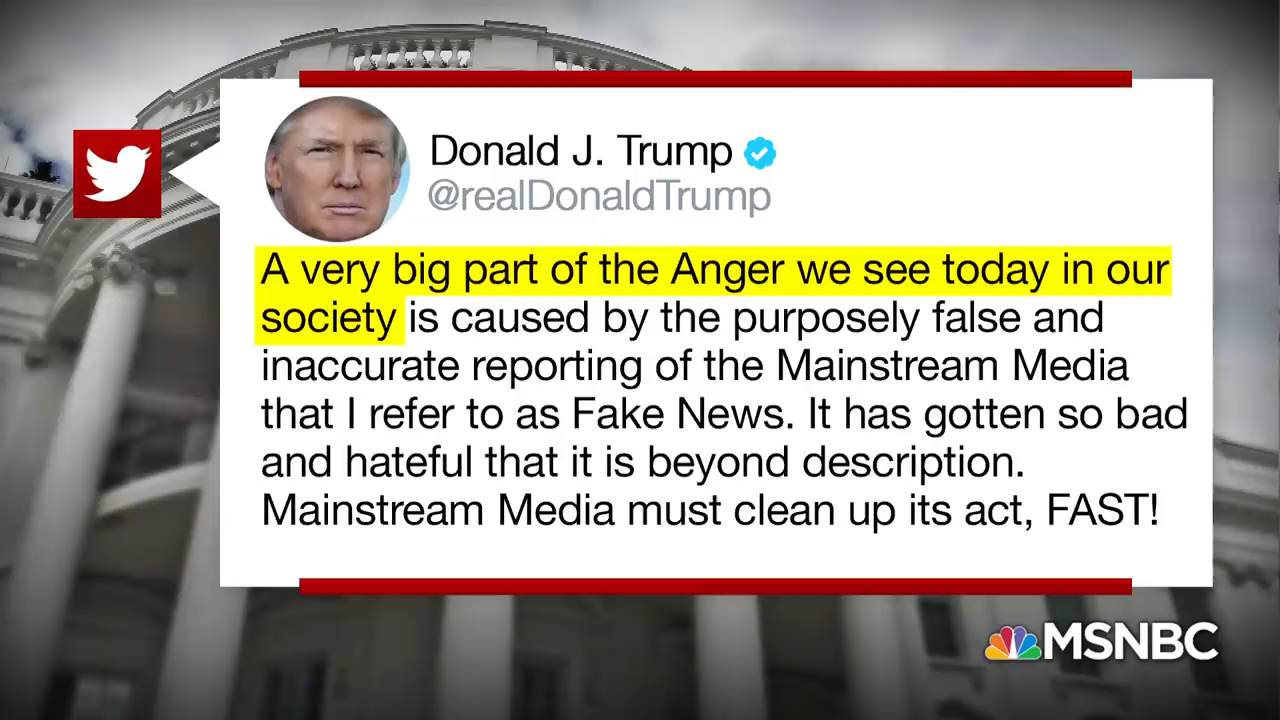 Donald J. Trump
@realDonaldTrump
A very big part of the Anger we see today in our
society is caused by the purposely false and
inaccurate reporting of the Mainstream Media
that I refer to as Fake News. It has gotten so bad
and hateful that it is beyond description.
Mainstream Media must clean up its act, FAST!
MSNBC